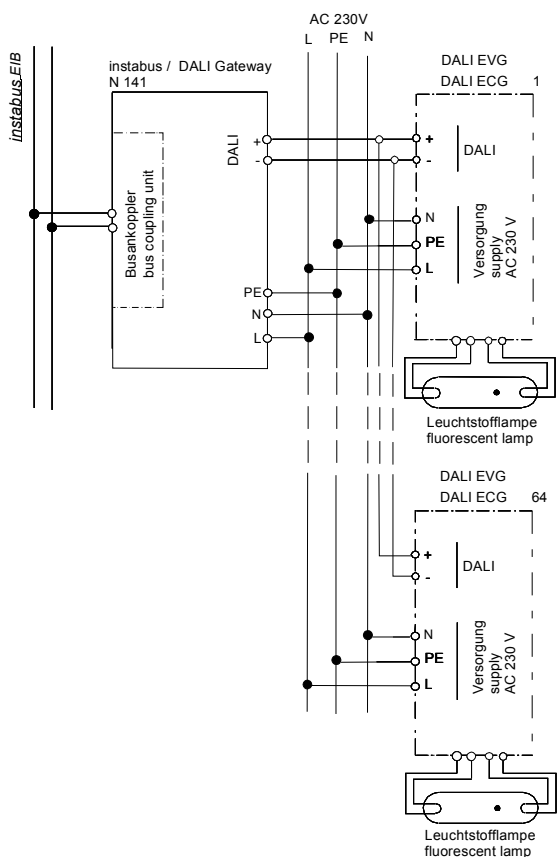 AC 230V
L PE N
instabus EIB
instabus / DALI Gateway
N 141
DALI
+
-
Busankoppler
bus coupling unit
PE
N
L
DALI EVG
DALI ECG 1
+
-
DALI
N
PE
L
Versorgung
supply
AC 230 V
Leuchtstofflampe
fluorescent lamp
DALI EVG
DALI ECG 64
+
-
DALI
N
PE
L
Versorgung
supply
AC 230 V
Leuchtstofflampe
fluorescent lamp